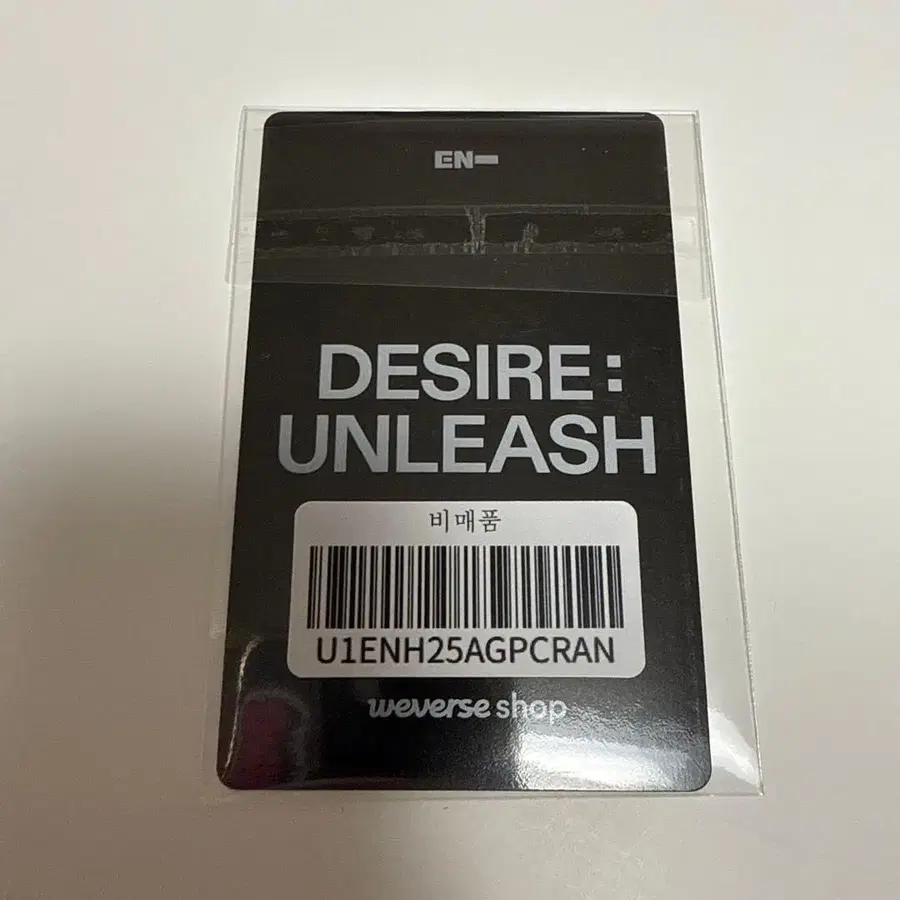 EN-
DESIRE:
UNLEASH
비매품
U1ENH25AGPCRAN
weverse shop